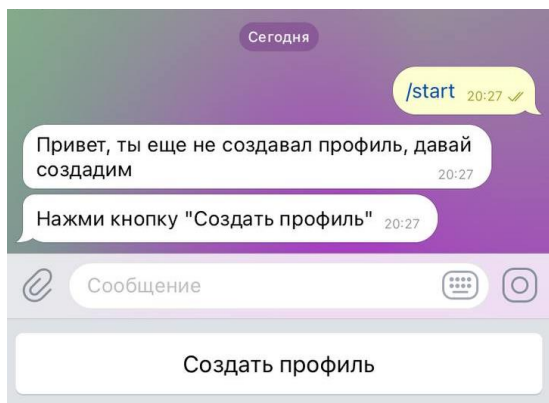 Сегодня
/start 20:27
Привет, ты еще не создавал профиль, давай
создадим 20:27
Нажми кнопку "Создать профиль" 20:27
Сообщение
Создать профиль